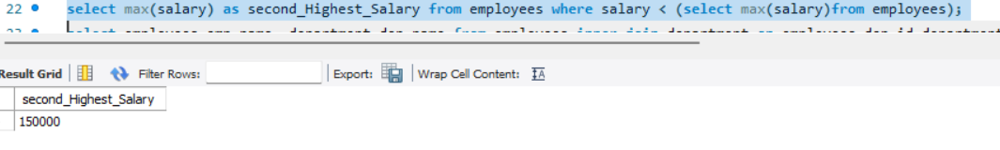 22 select max(salary) as second_Highest_Salary from employees where salary < (select max(salary)from employees);
Result Grid Filter Rows: Export: Wrap Cell Content: IA
second_Highest_Salary
150000